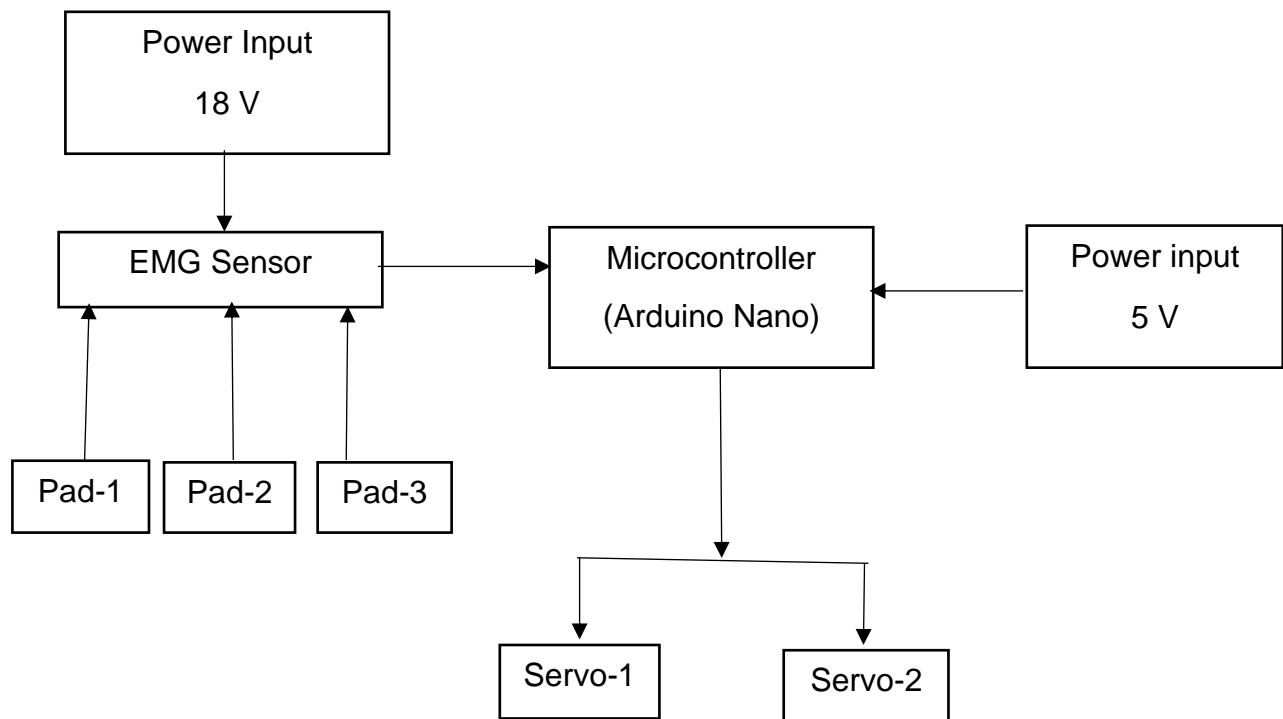 Power Input
18 V
EMG Sensor
Microcontroller
(Arduino Nano)
Power input
5 V
Pad-1
Pad-2
Pad-3
Servo-1
Servo-2